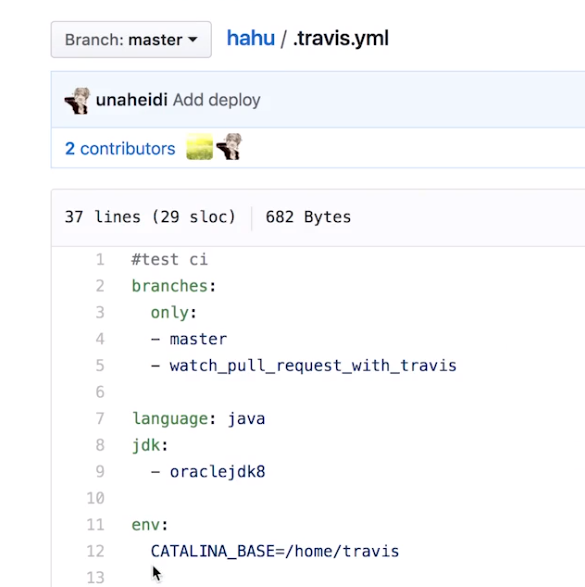 Branch: master hahu / .travis.yml
unaheidi Add deploy
2 contributors
37 lines (29 sloc) 682 Bytes
1 #test ci
2 branches:
3 only:
4 - master
5 - watch_pull_request_with_travis
6
7 language: java
8 jdk:
9 - oraclejdk8
10
11 env:
12 CATALINA_BASE=/home/travis
13